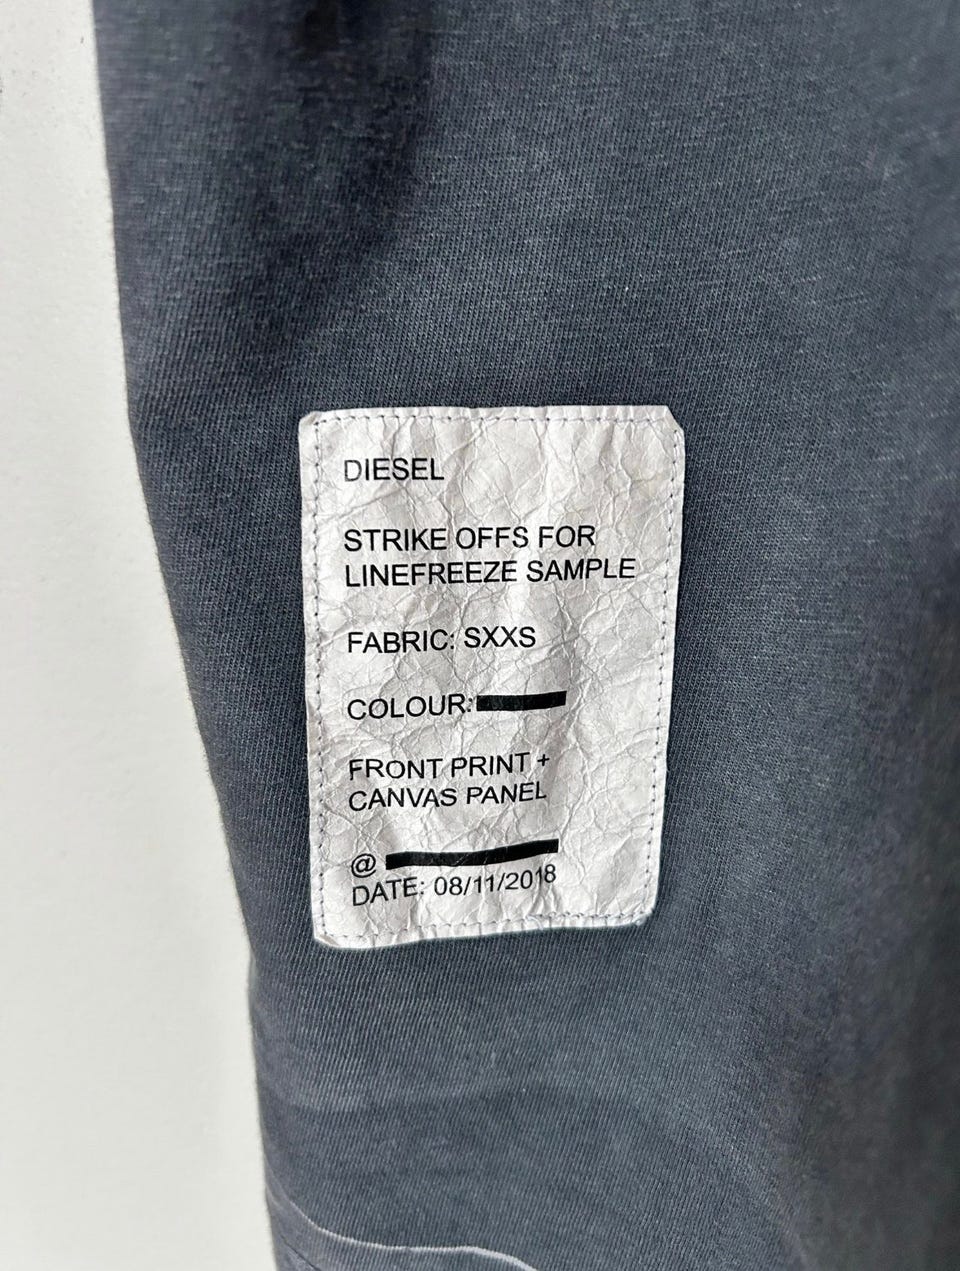 DIESEL
STRIKE OFFS FOR
LINEFREEZE SAMPLE
FABRIC: SXXS
COLOUR:
FRONT PRINT +
CANVAS PANEL
@
DATE: 08/11/2018